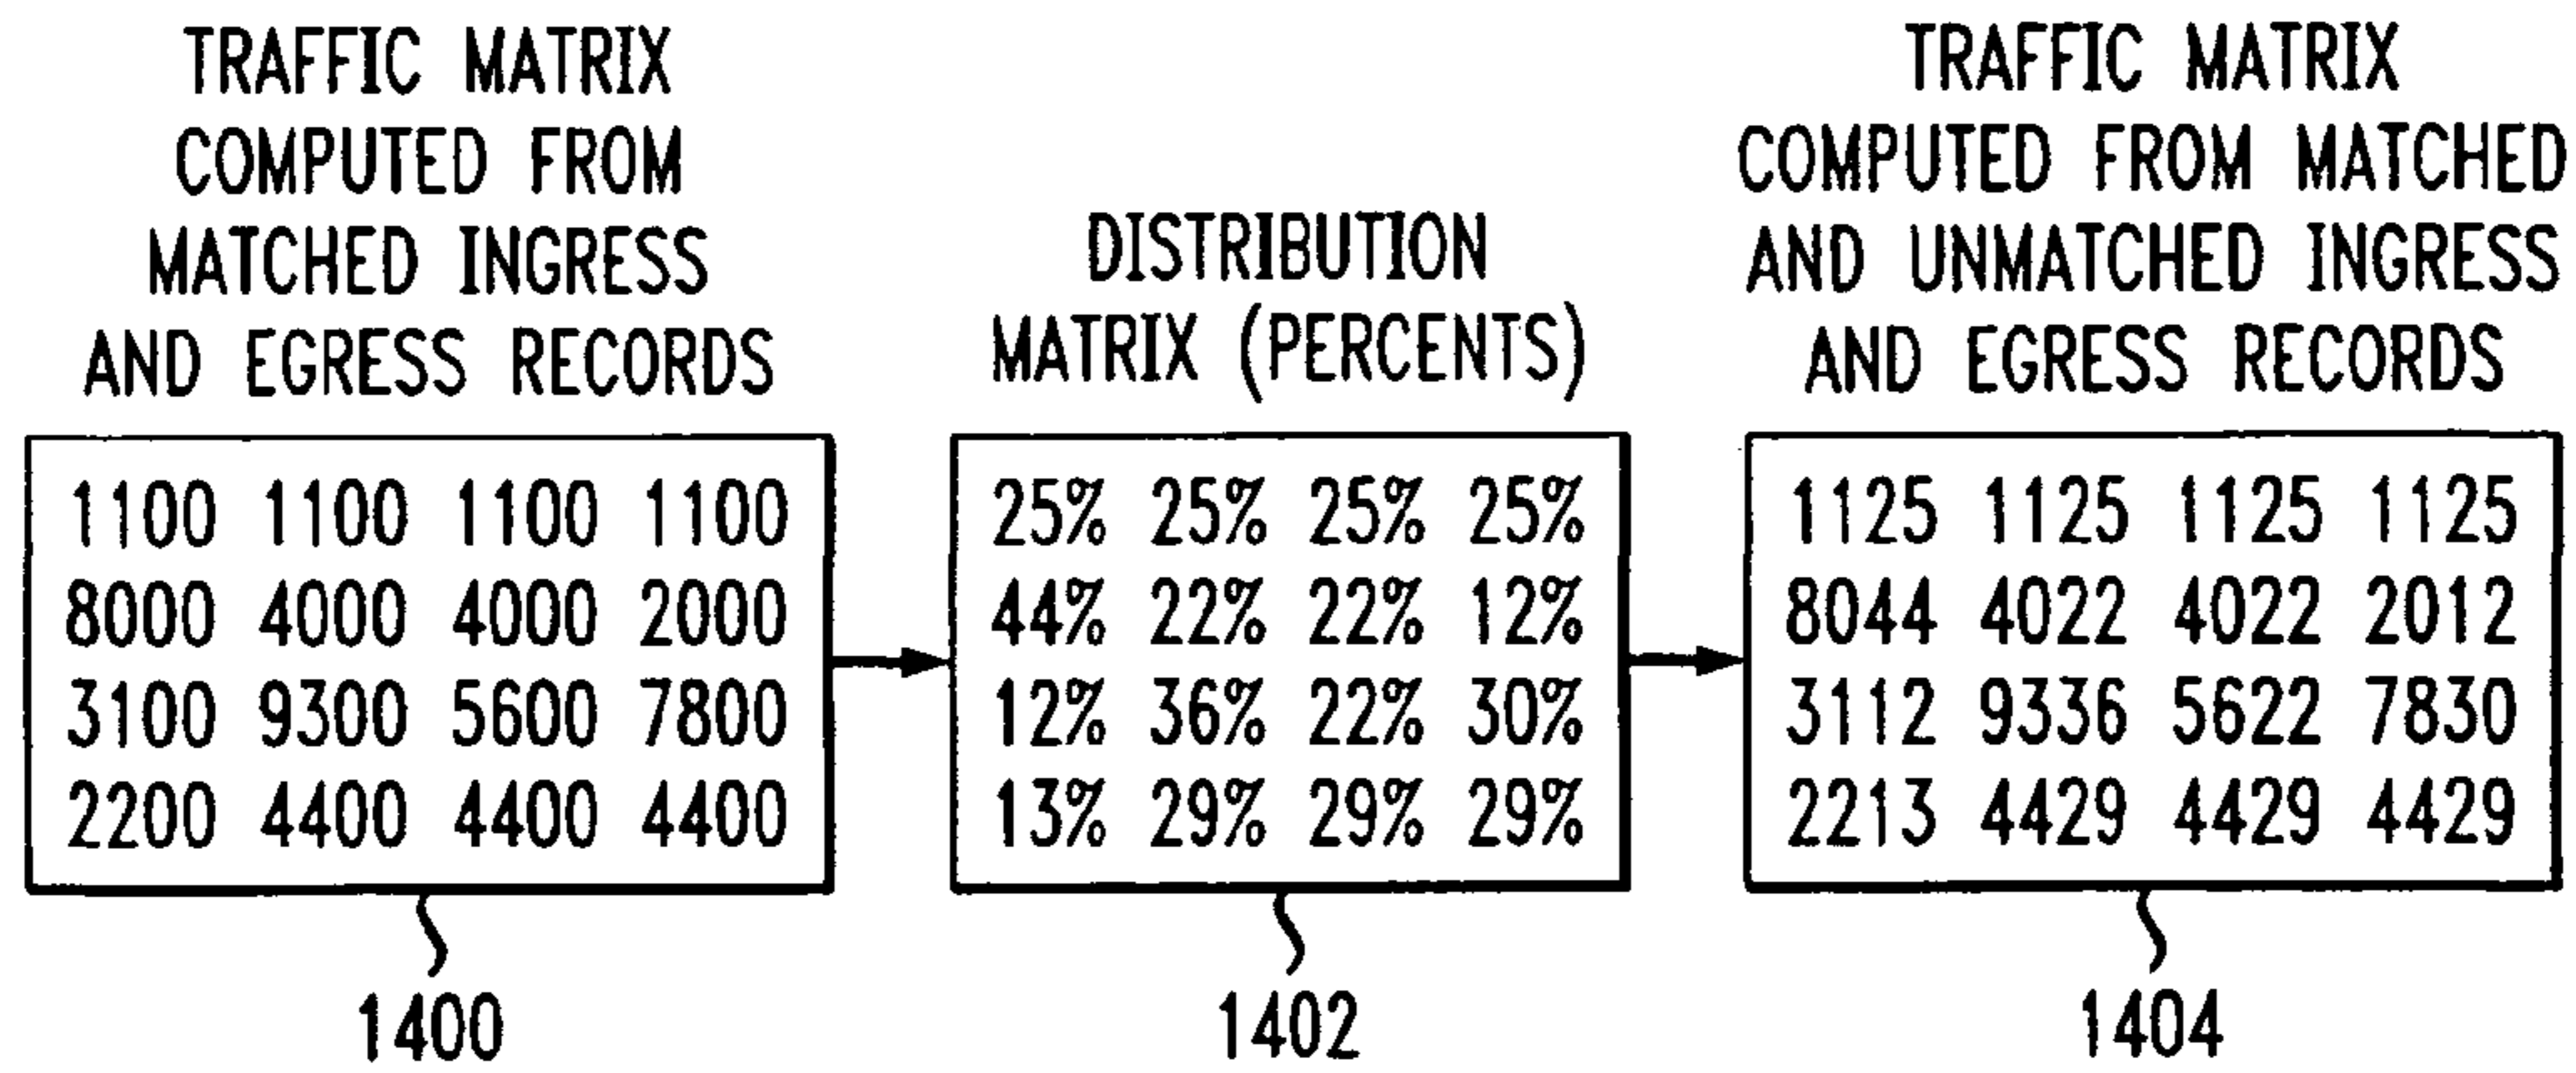 TRAFFIC MATRIX
COMPUTED FROM
MATCHED INGRESS
AND EGRESS RECORDS
1100 1100 1100 1100
8000 4000 4000 2000
3100 9300 5600 7800
2200 4400 4400 4400
1400
DISTRIBUTION
MATRIX (PERCENTS)
25% 25% 25% 25%
44% 22% 22% 12%
12% 36% 22% 30%
13% 29% 29% 29%
1402
TRAFFIC MATRIX
COMPUTED FROM MATCHED
AND UNMATCHED INGRESS
AND EGRESS RECORDS
1125 1125 1125 1125
8044 4022 4022 2012
3112 9336 5622 7830
2213 4429 4429 4429
1404